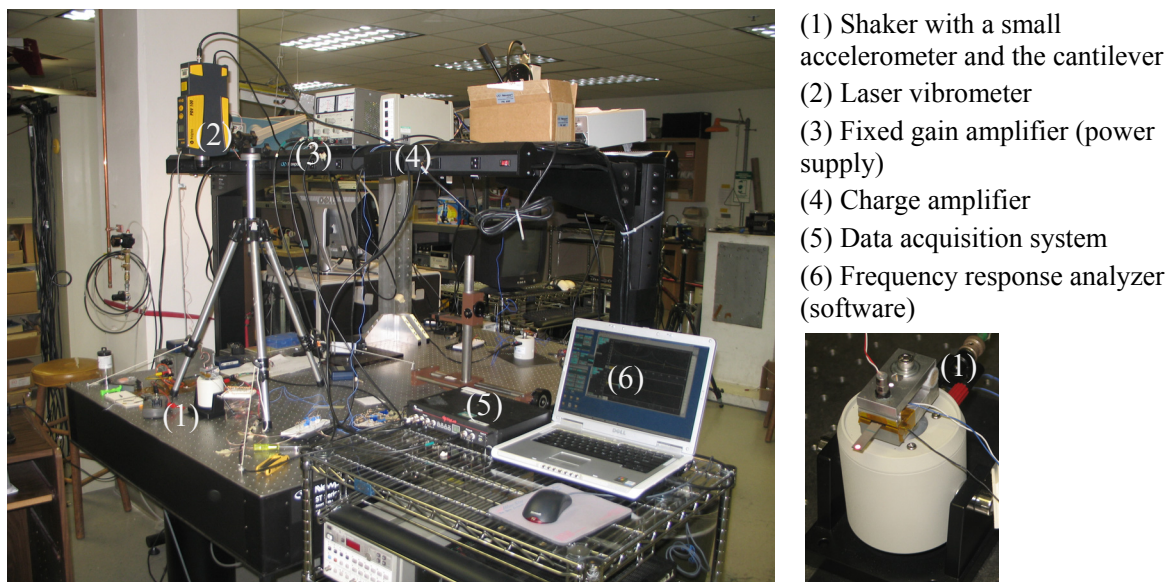 (1) Shaker with a small
accelerometer and the cantilever
(2) Laser vibrometer
(3) Fixed gain amplifier (power
supply)
(4) Charge amplifier
(5) Data acquisition system
(6) Frequency response analyzer
(software)
(2)
(3)
(4)
(6)
(5)
(1)
DELL
(1)